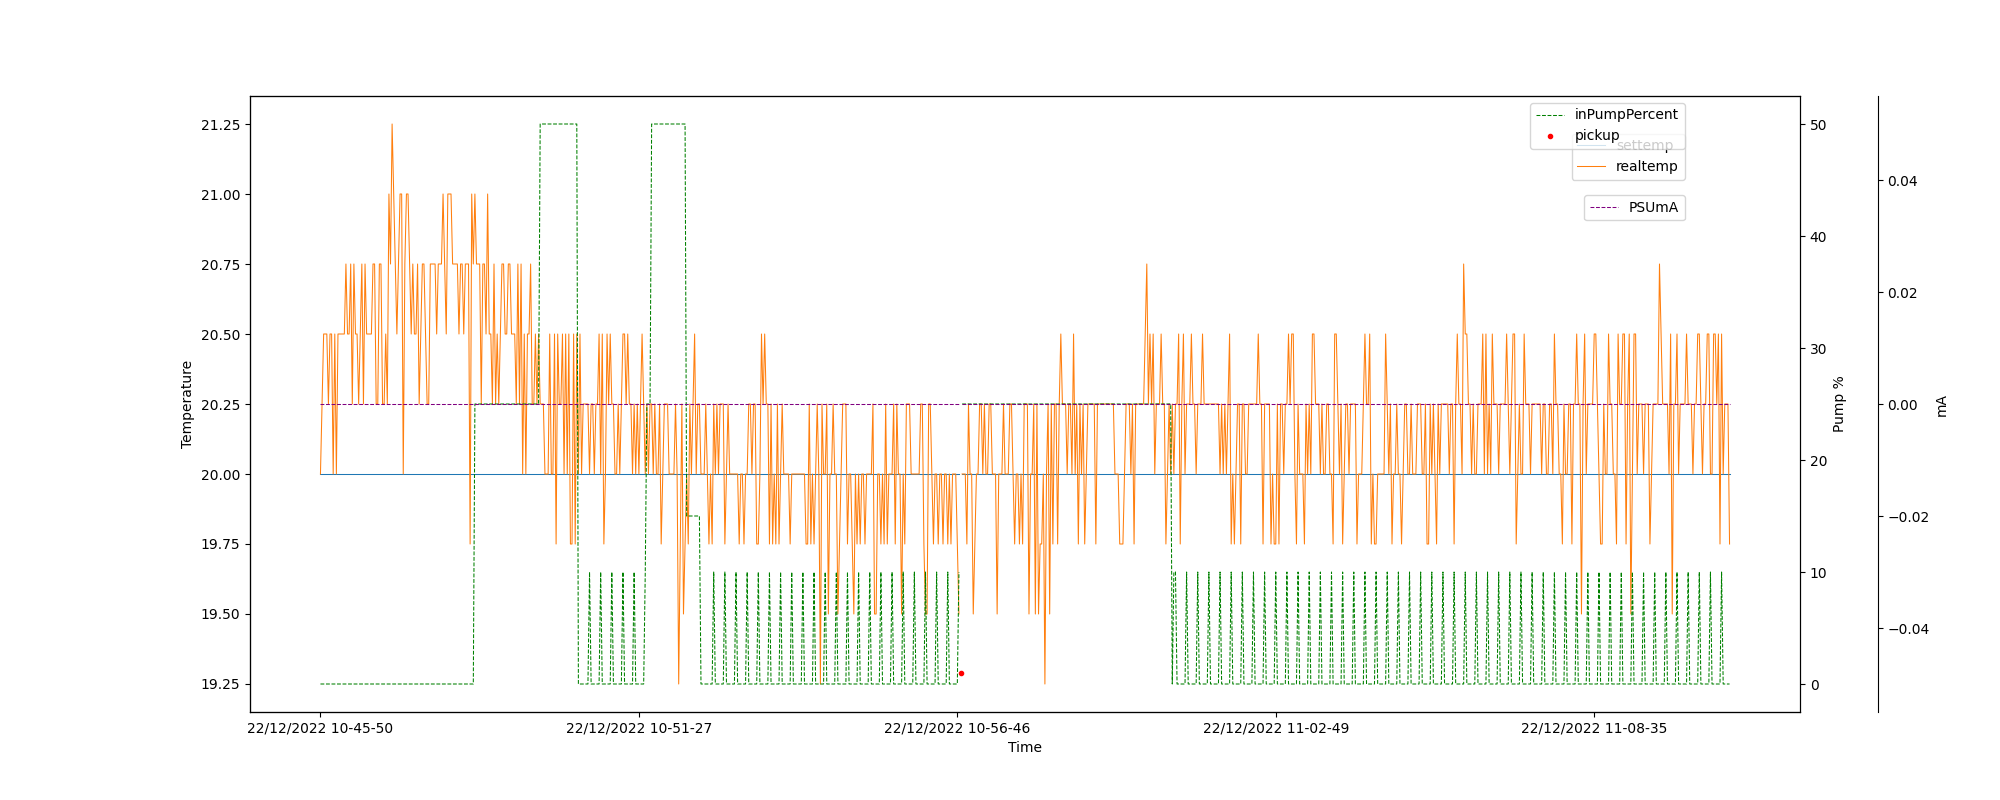 inPumpPercent
pickup
settemp
realtemp
PSUmA
21.25
21.00
20.75
20.50
20.25
20.00
19.75
19.50
19.25
Temperature
50
40
30
20
10
0
Pump %
0.04
0.02
0.00
−0.02
−0.04
mA
22/12/2022 10-45-50
22/12/2022 10-51-27
22/12/2022 10-56-46
22/12/2022 11-02-49
22/12/2022 11-08-35
Time